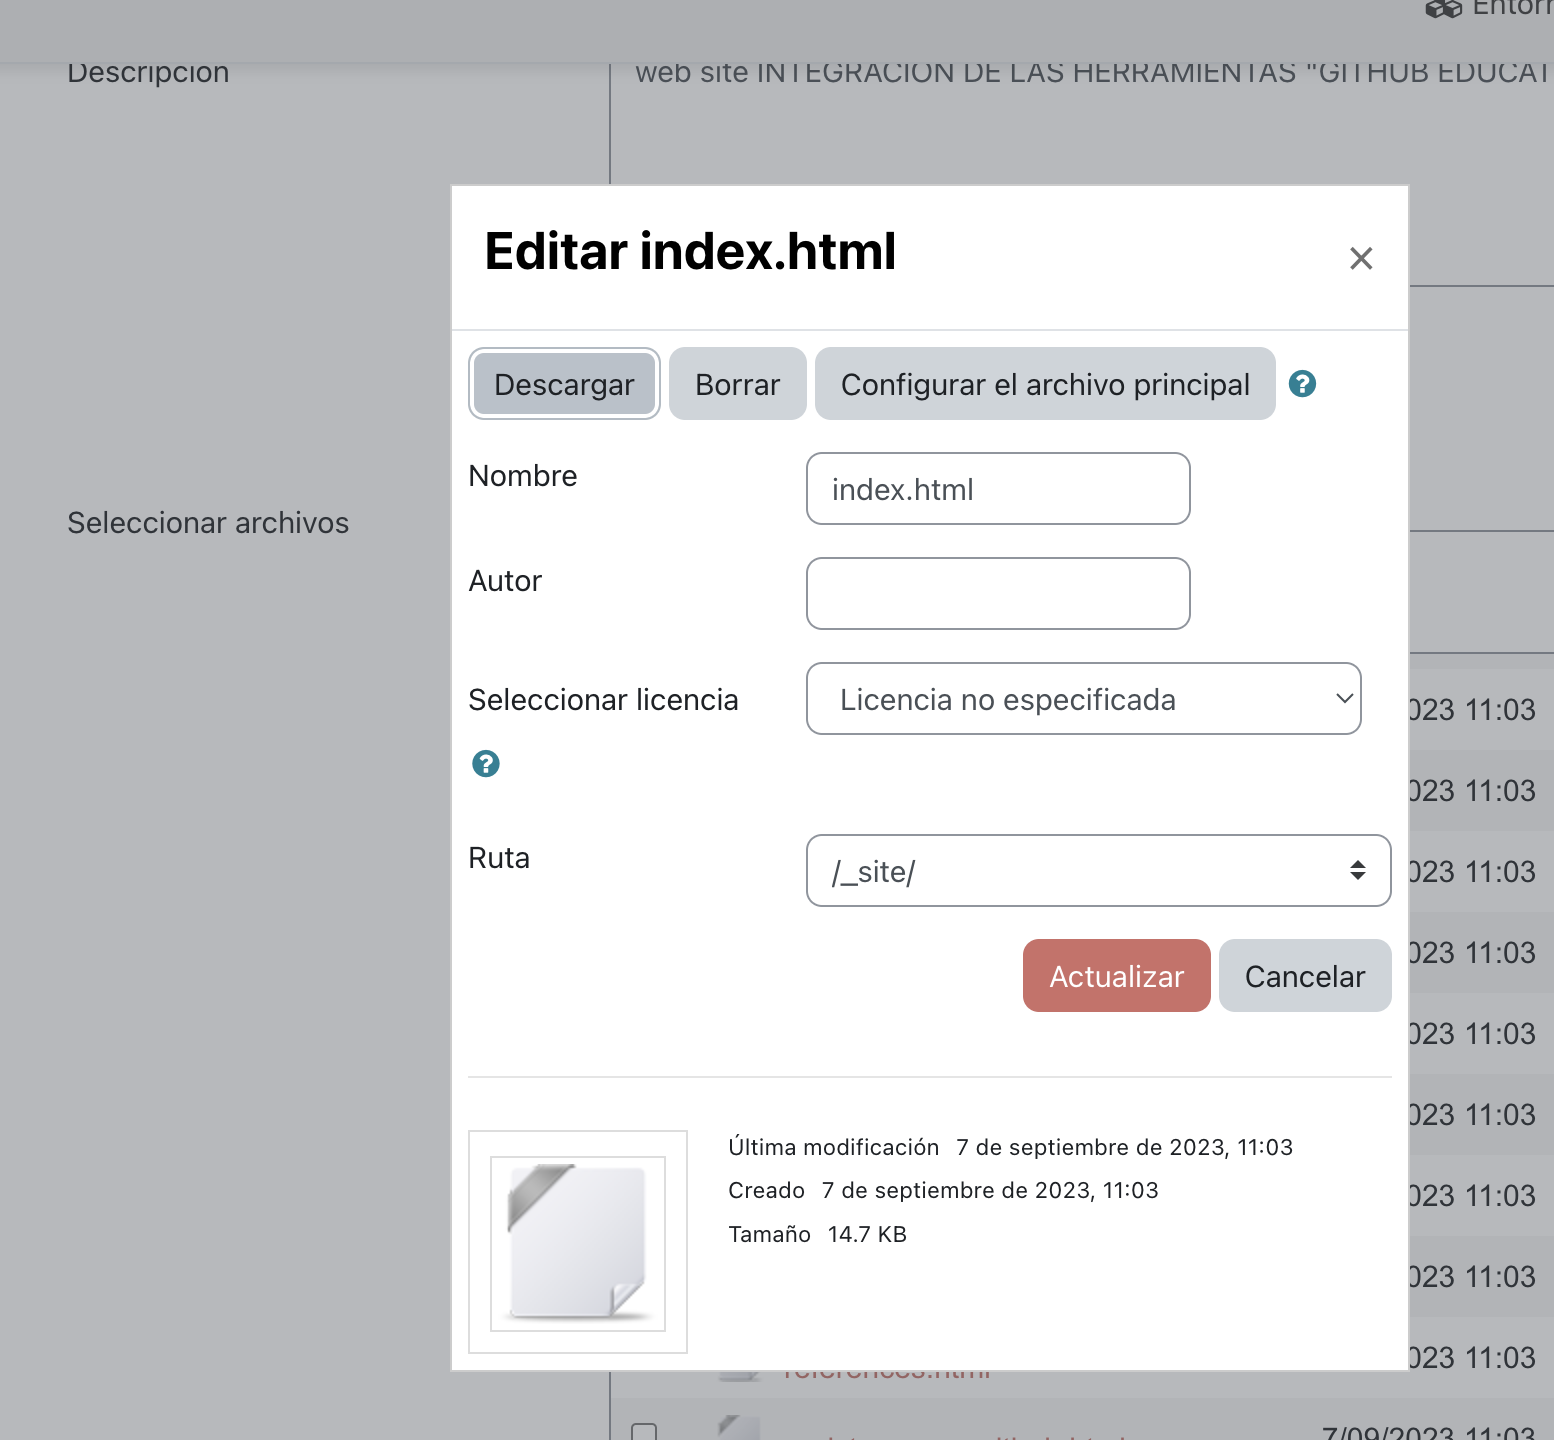 Entorn
Descripción
web site INTEGRACIÓN DE LAS HERRAMIENTAS "GITHUB EDUCAT
Editar index.html
×
Descargar
Borrar
Configurar el archivo principal
?
Nombre
index.html
Seleccionar archivos
Autor
Seleccionar licencia
Licencia no especificada
?
Ruta
/_site/
Actualizar
Cancelar
Última modificación 7 de septiembre de 2023, 11:03
Creado 7 de septiembre de 2023, 11:03
Tamaño 14.7 KB
023 11:03
023 11:03
023 11:03
023 11:03
023 11:03
023 11:03
023 11:03
023 11:03
023 11:03
references.html
7/09/2023 11:03